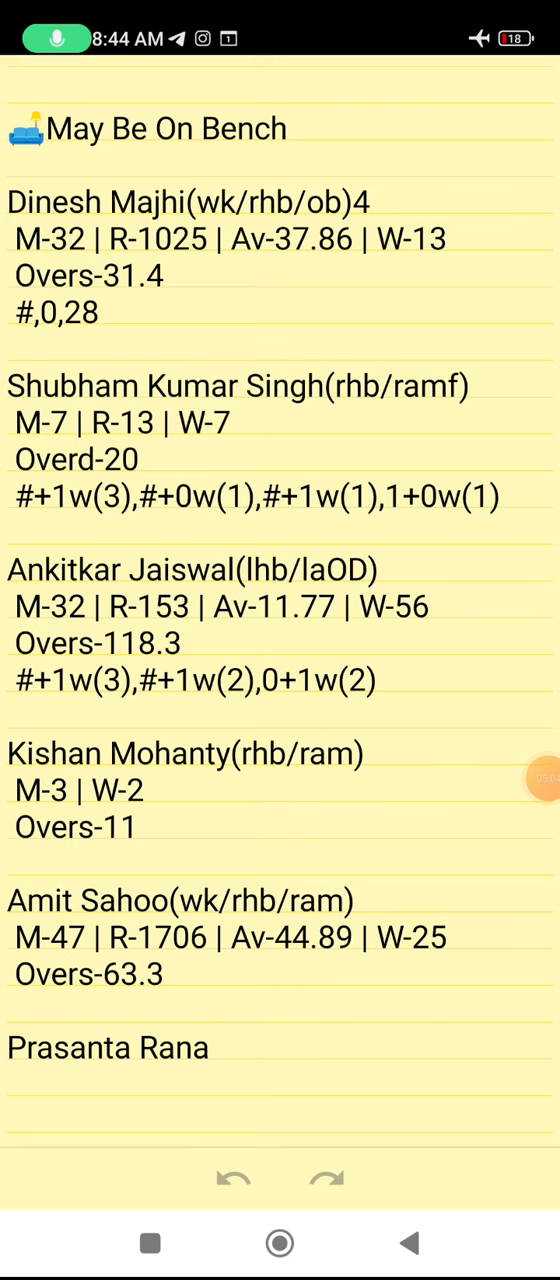 8:44 AM 1 18
🛋️May Be On Bench
Dinesh Majhi(wk/rhb/ob)4
M-32 | R-1025 | Av-37.86 | W-13
Overs-31.4
#,0,28
Shubham Kumar Singh(rhb/ramf)
M-7 | R-13 | W-7
Overd-20
#+1w(3),#+0w(1),#+1w(1),1+0w(1)
Ankitkar Jaiswal(lhb/laOD)
M-32 | R-153 | Av-11.77 | W-56
Overs-118.3
#+1w(3),#+1w(2),0+1w(2)
Kishan Mohanty(rhb/ram)
M-3 | W-2
Overs-11
Amit Sahoo(wk/rhb/ram)
M-47 | R-1706 | Av-44.89 | W-25
Overs-63.3
Prasanta Rana